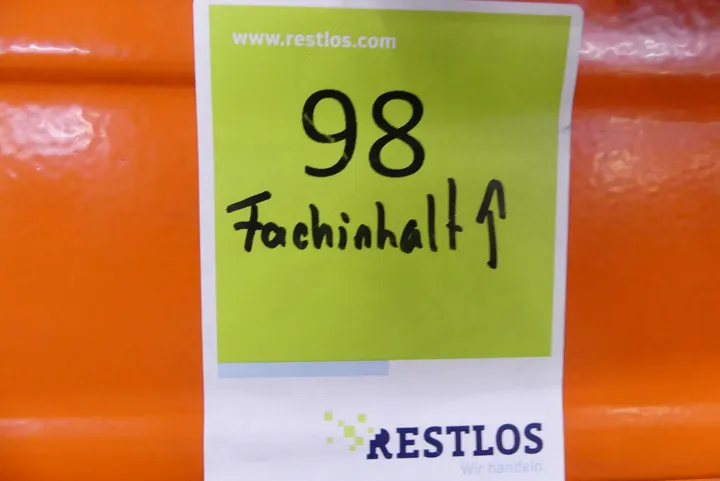 www.restlos.com
98
Fachinhalt ↑
RESTLOS
Wir handeln.